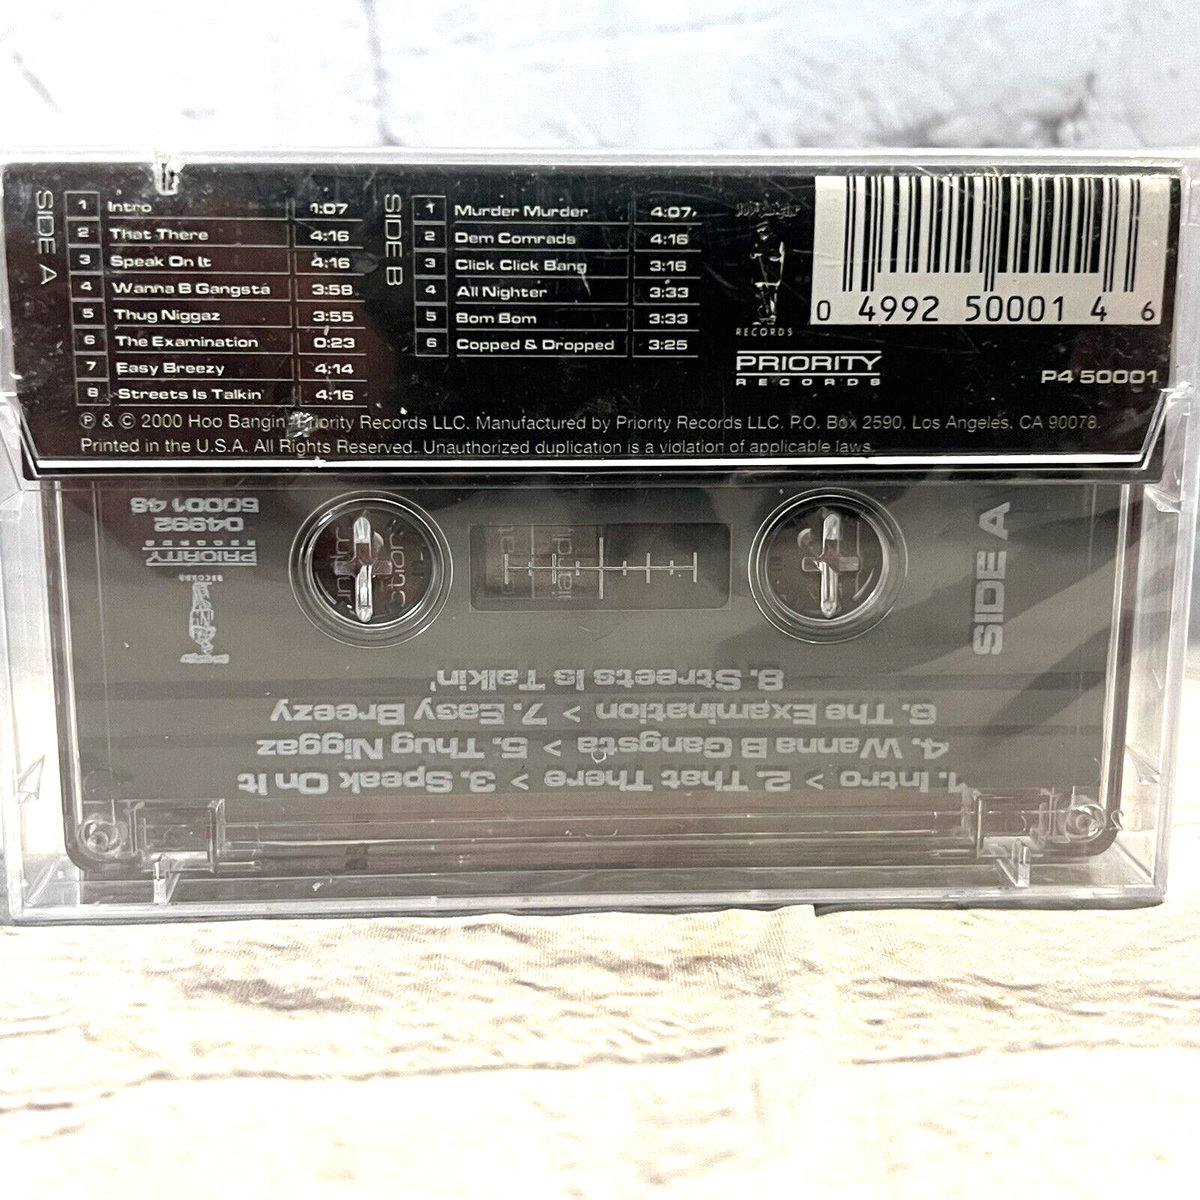 SIDE A
1 Intro 1:07
2 That There 4:16
3 Speak On It 4:16
4 Wanna B Gangsta 3:58
5 Thug Niggaz 3:55
6 The Examination 0:23
7 Easy Breezy 4:14
8 Streets Is Talkin' 4:16
SIDE B
1 Murder Murder 4:07
2 Dem Comrads 4:16
3 Click Click Bang 3:16
4 All Nighter 3:33
5 Bom Bom 3:33
6 Copped & Dropped 3:25
RECORDS
PRIORITY
RECORDS
0 4992 50001 4 6
P4 50001
℗ & © 2000 Hoo Bangin'/Priority Records LLC. Manufactured by Priority Records LLC. P.O. Box 2590, Los Angeles, CA 90078.
Printed in the U.S.A. All Rights Reserved. Unauthorized duplication is a violation of applicable laws.
SIDE A
1. Intro > 2. That There > 3. Speak On It
4. Wanna B Gangsta > 5. Thug Niggaz
6. The Examination > 7. Easy Breezy
8. Streets Is Talkin'
RECORDS
PRIORITY
RECORDS
04992
50001 48